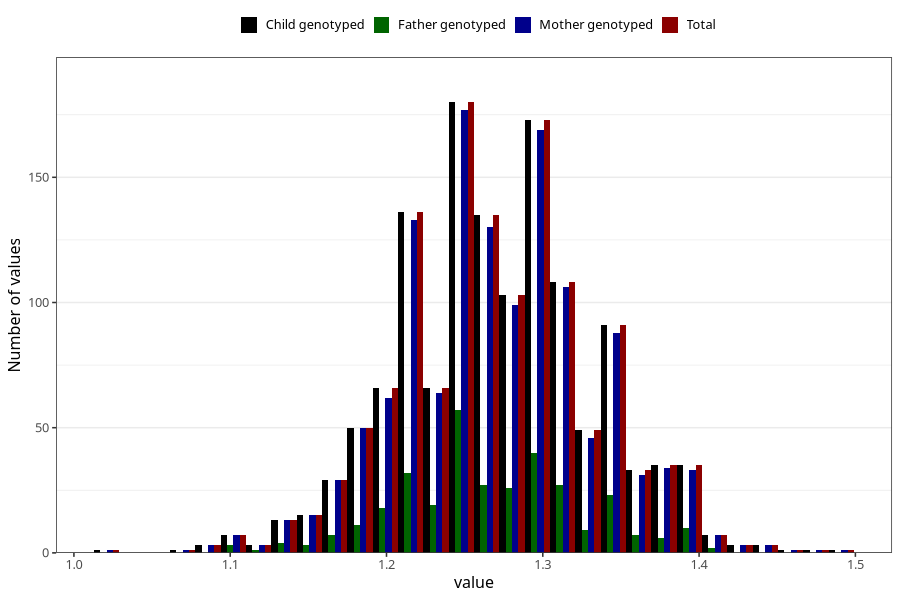 Child genotyped Father genotyped Mother genotyped Total
Number of values
150
100
50
0
1.0 1.1 1.2 1.3 1.4 1.5
value